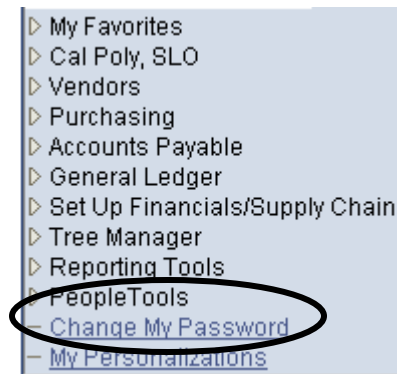 My Favorites
Cal Poly, SLO
Vendors
Purchasing
Accounts Payable
General Ledger
Set Up Financials/Supply Chain
Tree Manager
Reporting Tools
PeopleTools
Change My Password
My Personalizations